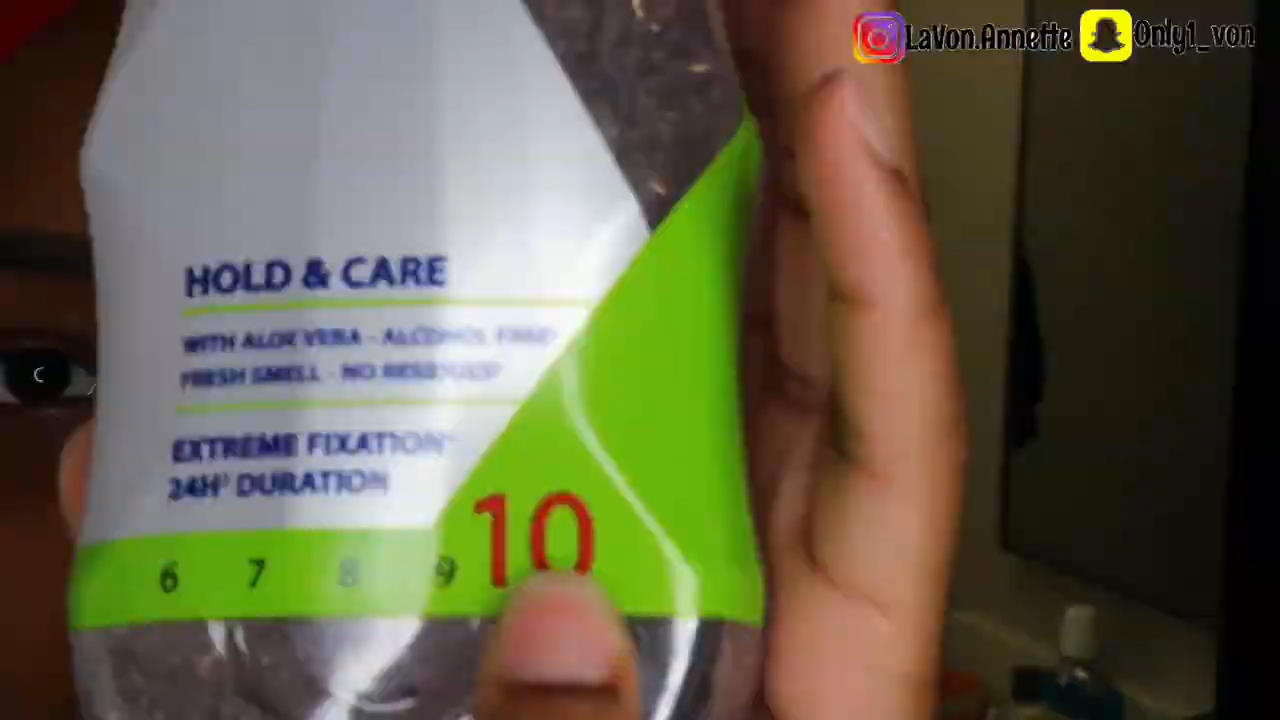 LaVon.Annette Only1_von
HOLD & CARE
WITH ALOE VERA - ALCOHOL FREE
FRESH SMELL - NO RESIDUES
EXTREME FIXATION*
24H* DURATION
6 7 8 9 10